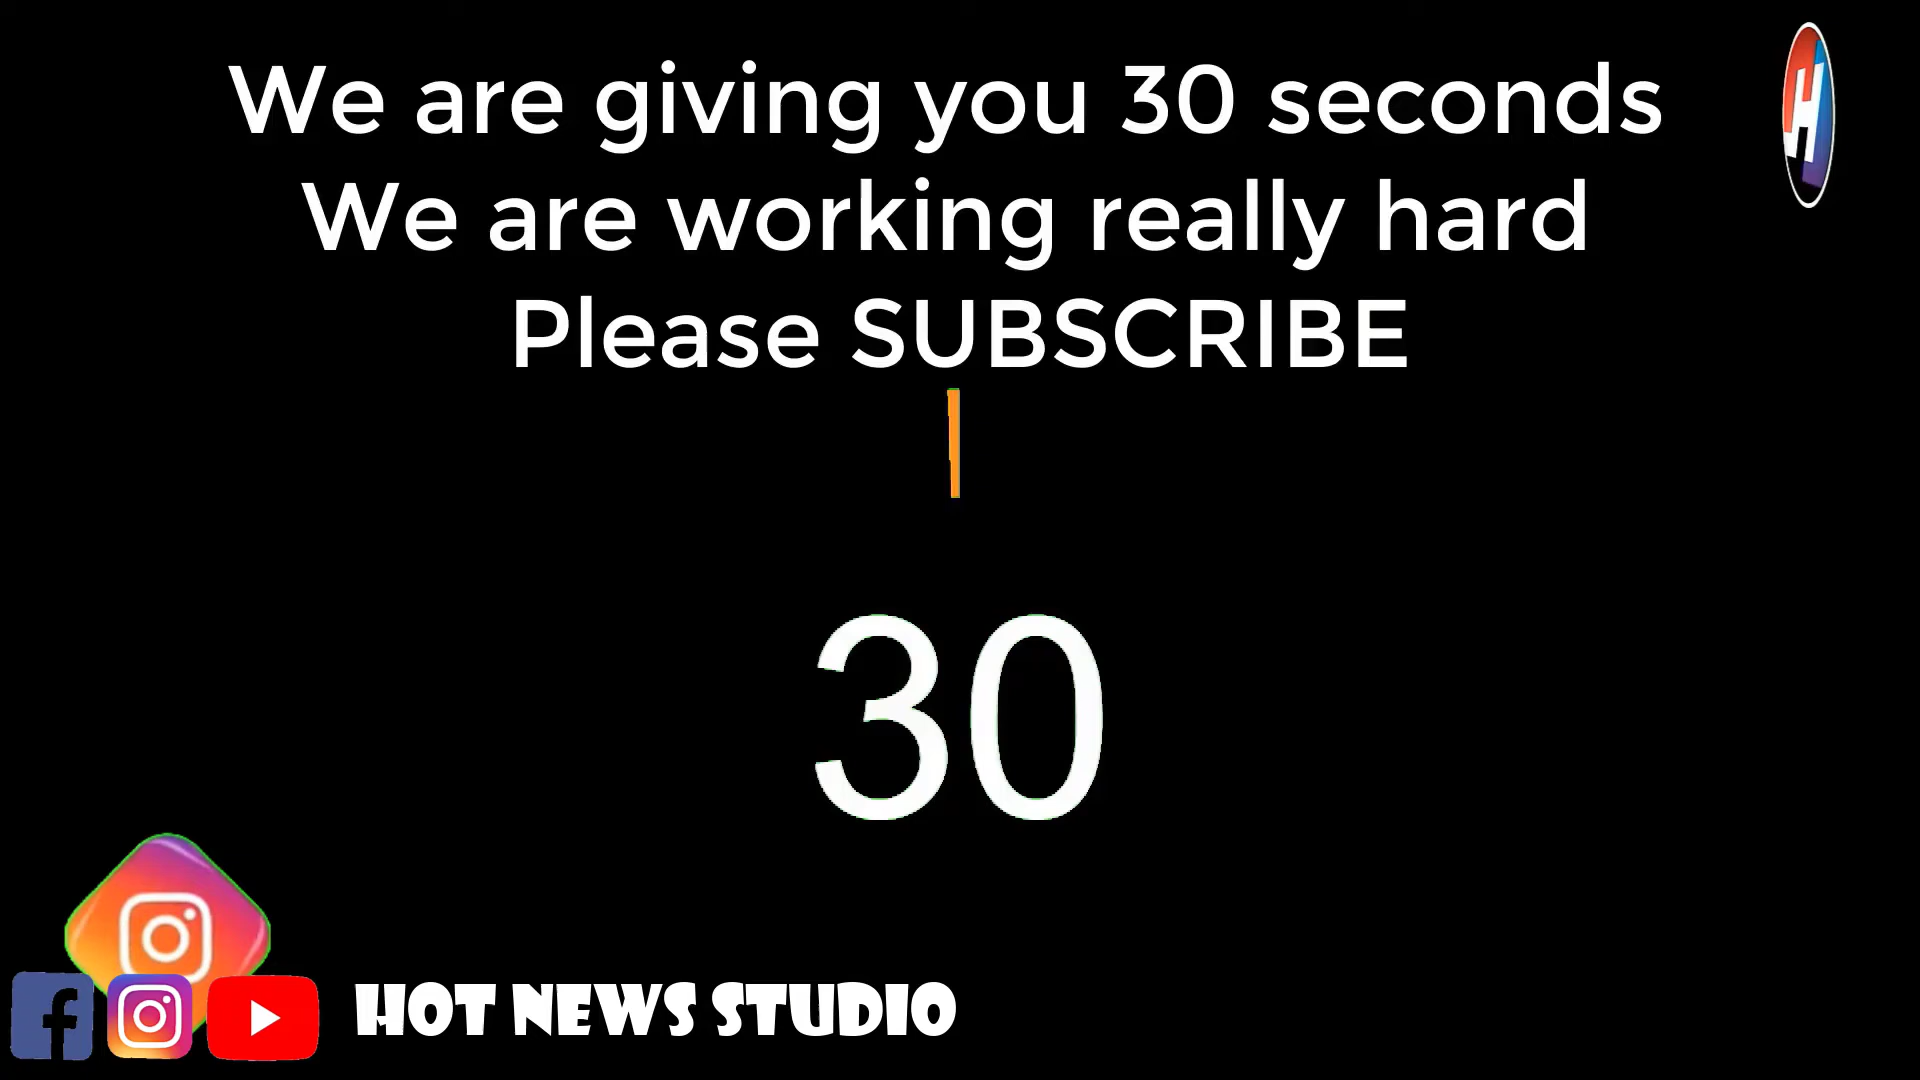 We are giving you 30 seconds
We are working really hard
Please SUBSCRIBE
30
HOT NEWS STUDIO
H